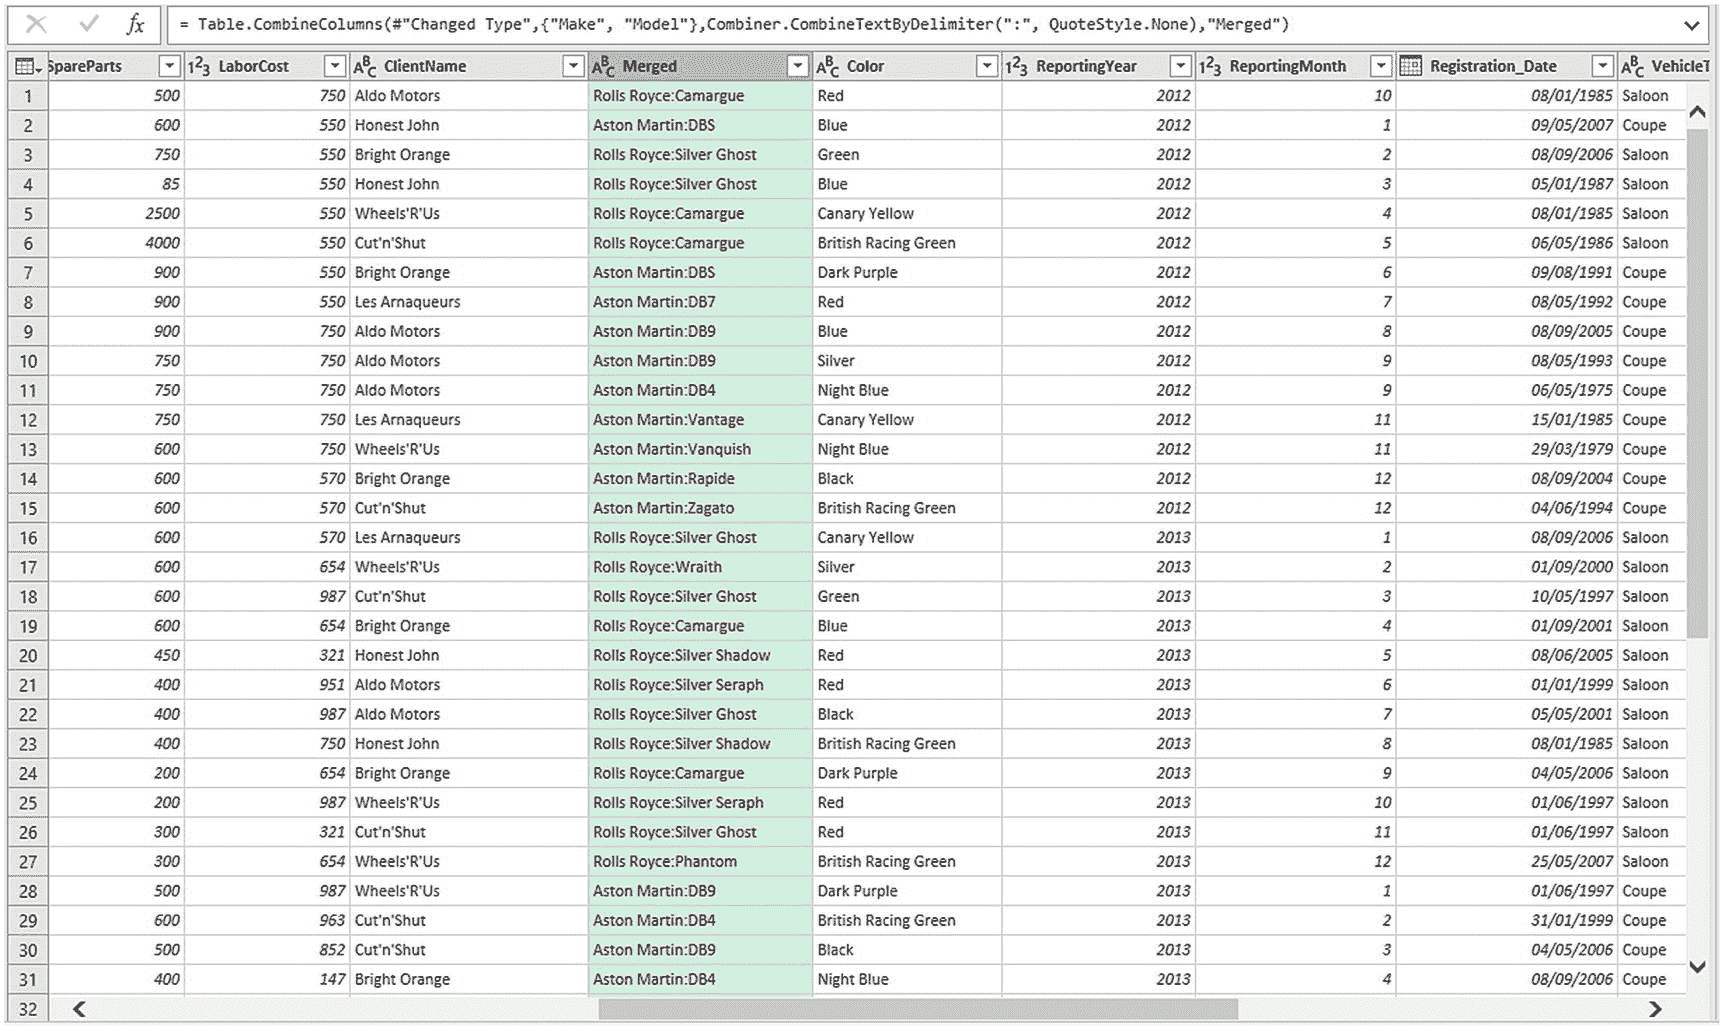 fx = Table.CombineColumns(#"Changed Type",{"Make", "Model"},Combiner.CombineTextByDelimiter(":", QuoteStyle.None),"Merged")
SpareParts 1²3 LaborCost ABC ClientName ABC Merged ABC Color 1²3 ReportingYear 1²3 ReportingMonth Registration_Date ABC VehicleT
1 500 750 Aldo Motors Rolls Royce:Camargue Red 2012 10 08/01/1985 Saloon
2 600 550 Honest John Aston Martin:DBS Blue 2012 1 09/05/2007 Coupe
3 750 550 Bright Orange Rolls Royce:Silver Ghost Green 2012 2 08/09/2006 Saloon
4 85 550 Honest John Rolls Royce:Silver Ghost Blue 2012 3 05/01/1987 Saloon
5 2500 550 Wheels'R'Us Rolls Royce:Camargue Canary Yellow 2012 4 08/01/1985 Saloon
6 4000 550 Cut'n'Shut Rolls Royce:Camargue British Racing Green 2012 5 06/05/1986 Saloon
7 900 550 Bright Orange Aston Martin:DBS Dark Purple 2012 6 09/08/1991 Coupe
8 900 550 Les Arnaqueurs Aston Martin:DB7 Red 2012 7 08/05/1992 Coupe
9 900 750 Aldo Motors Aston Martin:DB9 Blue 2012 8 08/09/2005 Coupe
10 750 750 Aldo Motors Aston Martin:DB9 Silver 2012 9 08/05/1993 Coupe
11 750 750 Aldo Motors Aston Martin:DB4 Night Blue 2012 9 06/05/1975 Coupe
12 750 750 Les Arnaqueurs Aston Martin:Vantage Canary Yellow 2012 11 15/01/1985 Coupe
13 600 750 Wheels'R'Us Aston Martin:Vanquish Night Blue 2012 11 29/03/1979 Coupe
14 600 570 Bright Orange Aston Martin:Rapide Black 2012 12 08/09/2004 Coupe
15 600 570 Cut'n'Shut Aston Martin:Zagato British Racing Green 2012 12 04/06/1994 Coupe
16 600 570 Les Arnaqueurs Rolls Royce:Silver Ghost Canary Yellow 2013 1 08/09/2006 Saloon
17 600 654 Wheels'R'Us Rolls Royce:Wraith Silver 2013 2 01/09/2000 Saloon
18 600 987 Cut'n'Shut Rolls Royce:Silver Ghost Green 2013 3 10/05/1997 Saloon
19 600 654 Bright Orange Rolls Royce:Camargue Blue 2013 4 01/09/2001 Saloon
20 450 321 Honest John Rolls Royce:Silver Shadow Red 2013 5 08/06/2005 Saloon
21 400 951 Aldo Motors Rolls Royce:Silver Seraph Red 2013 6 01/01/1999 Saloon
22 400 987 Aldo Motors Rolls Royce:Silver Ghost Black 2013 7 05/05/2001 Saloon
23 400 750 Honest John Rolls Royce:Silver Shadow British Racing Green 2013 8 08/01/1985 Saloon
24 200 654 Bright Orange Rolls Royce:Camargue Dark Purple 2013 9 04/05/2006 Saloon
25 200 987 Wheels'R'Us Rolls Royce:Silver Seraph Red 2013 10 01/06/1997 Saloon
26 300 321 Cut'n'Shut Rolls Royce:Silver Ghost Red 2013 11 01/06/1997 Saloon
27 300 654 Wheels'R'Us Rolls Royce:Phantom British Racing Green 2013 12 25/05/2007 Saloon
28 500 987 Wheels'R'Us Aston Martin:DB9 Dark Purple 2013 1 01/06/1997 Coupe
29 600 963 Cut'n'Shut Aston Martin:DB4 British Racing Green 2013 2 31/01/1999 Coupe
30 500 852 Cut'n'Shut Aston Martin:DB9 Black 2013 3 04/05/2006 Coupe
31 400 147 Bright Orange Aston Martin:DB4 Night Blue 2013 4 08/09/2006 Coupe
32